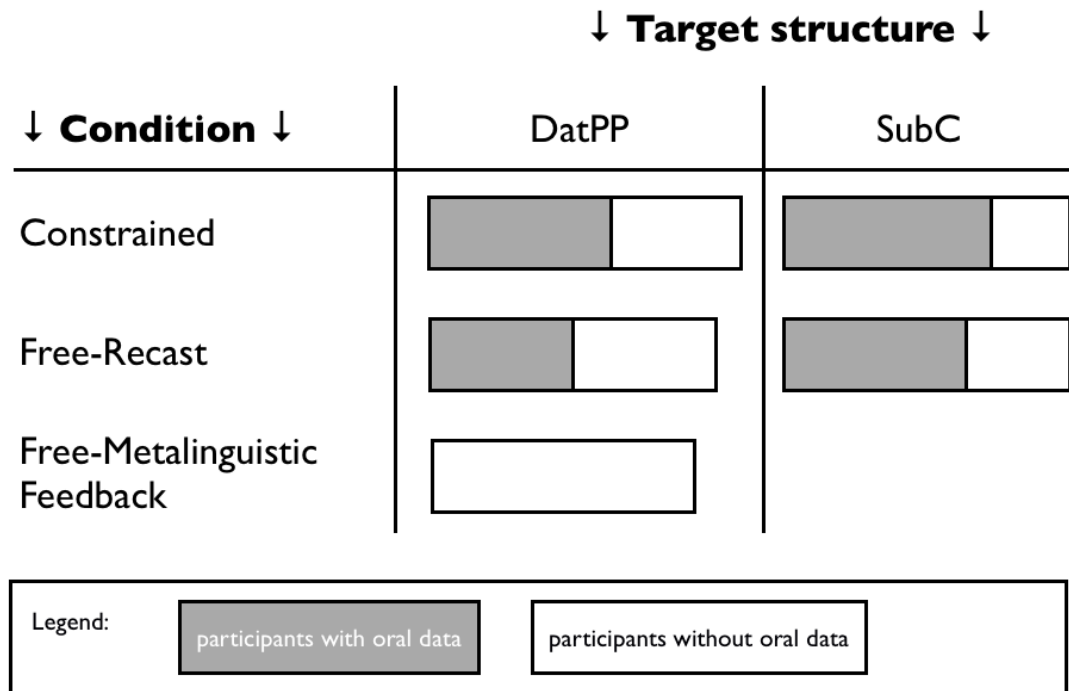 ↓ Target structure ↓
↓ Condition ↓ DatPP SubC
Constrained
Free-Recast
Free-Metalinguistic
Feedback
Legend: participants with oral data participants without oral data